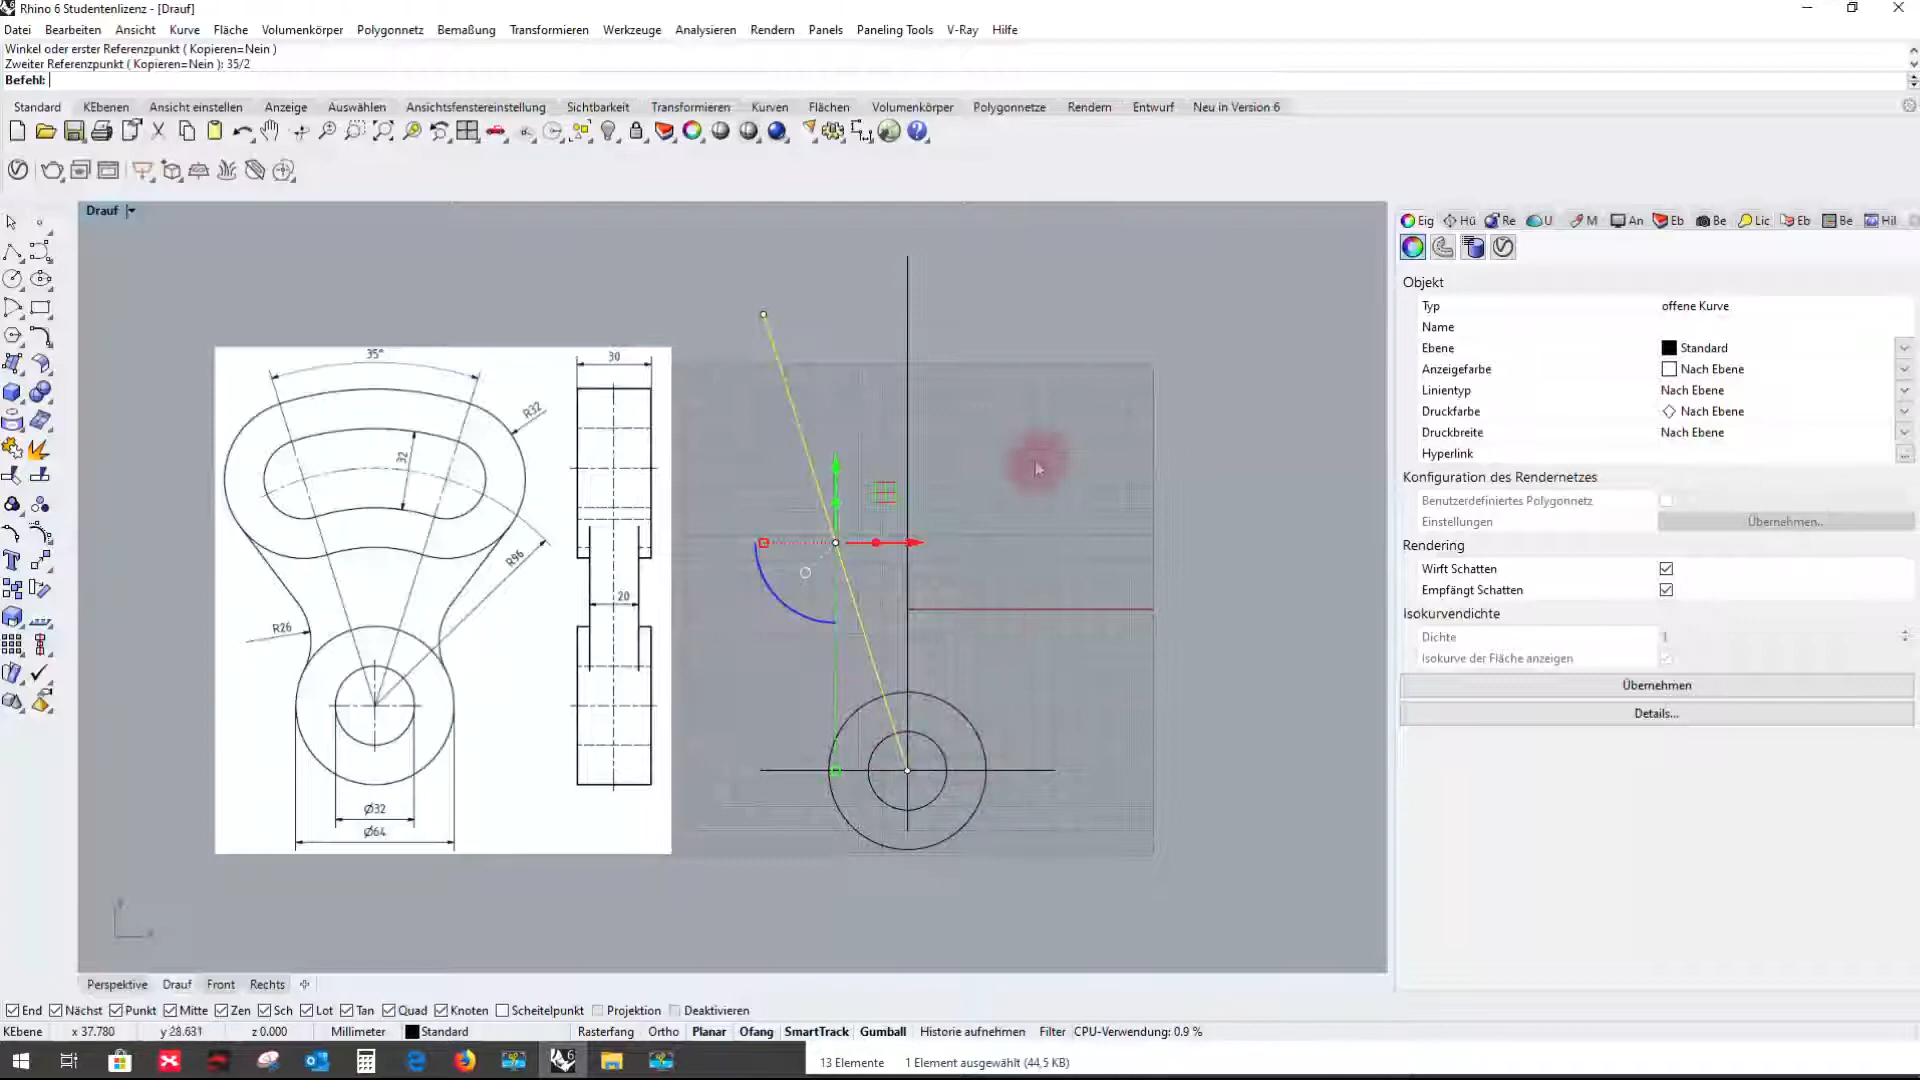 Rhino 6 Studentenlizenz - [Drauf]
Datei Bearbeiten Ansicht Kurve Fläche Volumenkörper Polygonnetz Bemaßung Transformieren Werkzeuge Analysieren Rendern Panels Paneling Tools V-Ray Hilfe
Winkel oder erster Referenzpunkt ( Kopieren=Nein )
Zweiter Referenzpunkt ( Kopieren=Nein ): 35/2
Befehl:
Standard KEbenen Ansicht einstellen Anzeige Auswählen Ansichtsfenstereinstellung Sichtbarkeit Transformieren Kurven Flächen Volumenkörper Polygonnetze Rendern Entwurf Neu in Version 6
Drauf
Eig Hü Re U M An Eb Be Lic Eb Be Hil
Objekt
Typ offene Kurve
Name
Ebene Standard
Anzeigefarbe Nach Ebene
Linientyp Nach Ebene
Druckfarbe Nach Ebene
Druckbreite Nach Ebene
Hyperlink ...
Konfiguration des Rendernetzes
Benutzerdefiniertes Polygonnetz
Einstellungen Übernehmen..
Rendering
Wirft Schatten
Empfängt Schatten
Isokurvendichte
Dichte 1
Isokurve der Fläche anzeigen
Übernehmen
Details...
35°
30
R32
32
R96
20
R26
Ø32
Ø64
Perspektive Drauf Front Rechts
End Nächst Punkt Mitte Zen Sch Lot Tan Quad Knoten Scheitelpunkt Projektion Deaktivieren
KEbene x 37.780 y 28.631 z 0.000 Millimeter Standard Rasterfang Ortho Planar Ofang SmartTrack Gumball Historie aufnehmen Filter CPU-Verwendung: 0.9 %
13 Elemente 1 Element ausgewählt (44,5 KB)